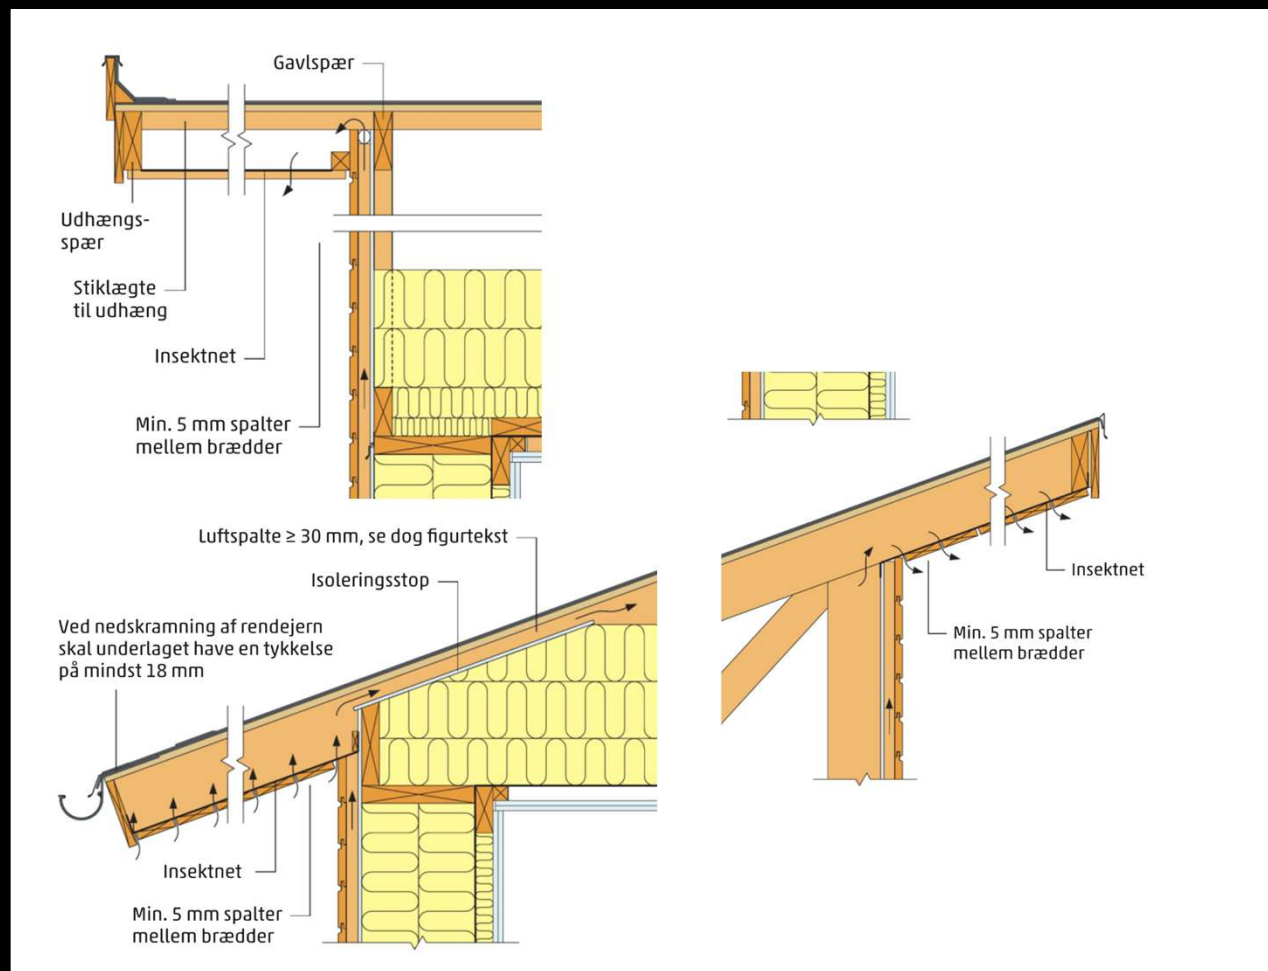 Gavlspær
Udhængs-
spær
Stiklægte
til udhæng
Insektnet
Min. 5 mm spalter
mellem brædder
Luftspalte ≥ 30 mm, se dog figurtekst
Isoleringsstop
Ved nedskramning af rendejern
skal underlaget have en tykkelse
på mindst 18 mm
Insektnet
Min. 5 mm spalter
mellem brædder
Insektnet
Min. 5 mm spalter
mellem brædder